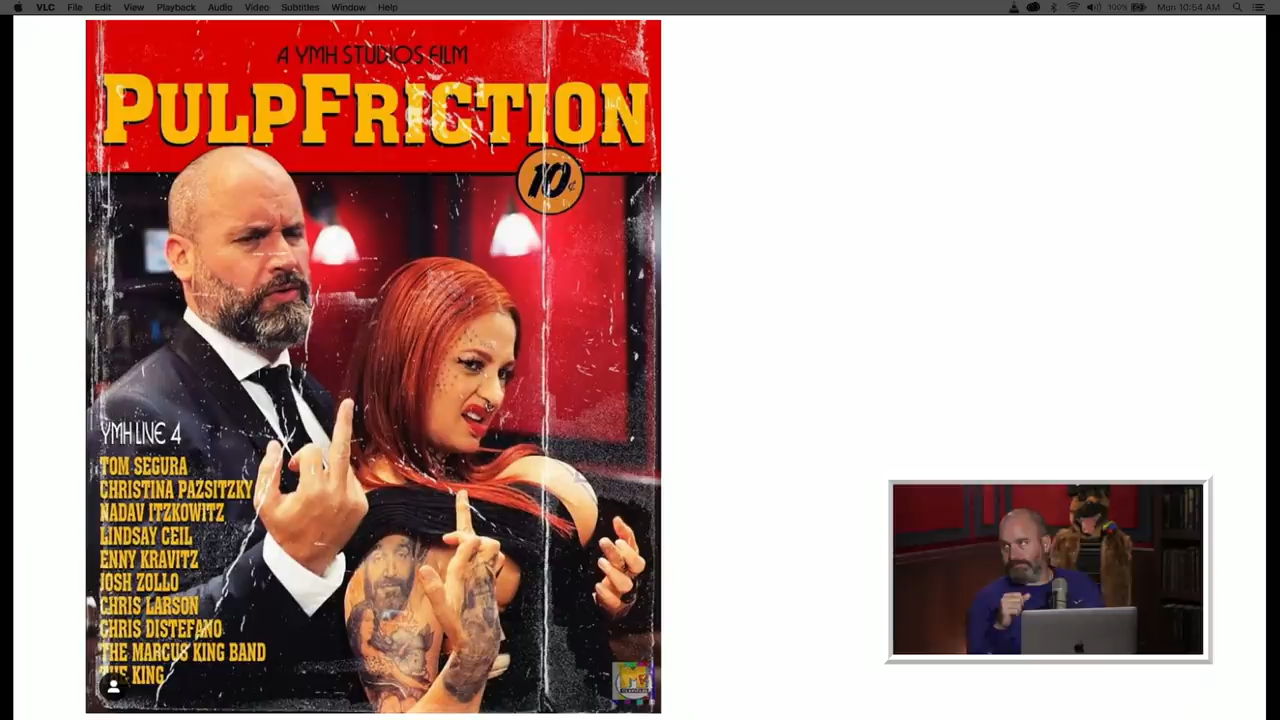 VLC File Edit View Playback Audio Video Subtitles Window Help 100% Mon 10:54 AM
A YMH STUDIOS FILM
PULP FRICTION
10¢
YMH LIVE 4
TOM SEGURA
CHRISTINA PAZSITZKY
NADAV ITZKOWITZ
LINDSAY CEIL
ENNY KRAVITZ
JOSH ZOLLO
CHRIS LARSON
CHRIS DISTEFANO
THE MARCUS KING BAND
THE KING